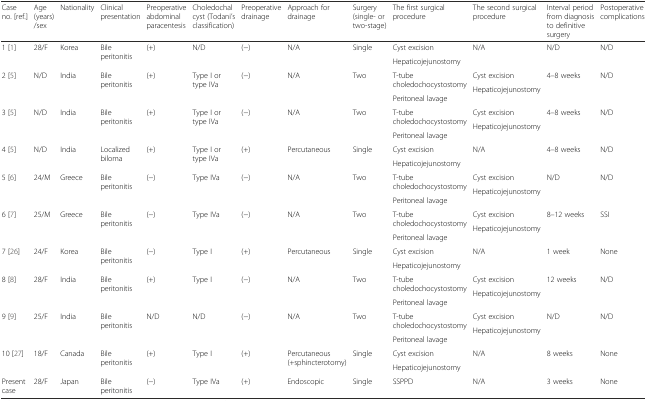 Case no. [ref.] Age (years) /sex Nationality Clinical presentation Preoperative abdominal paracentesis Choledochal cyst (Todani's classification) Preoperative drainage Approach for drainage Surgery (single- or two-stage) The first surgical procedure The second surgical procedure Interval period from diagnosis to definitive surgery Postoperative complications
1 [1] 28/F Korea Bile peritonitis (+) N/D (−) N/A Single Cyst excision N/A N/D N/D
Hepaticojejunostomy
2 [5] N/D India Bile peritonitis (+) Type I or type IVa (−) N/A Two T-tube choledochocystostomy Cyst excision 4–8 weeks N/D
Hepaticojejunostomy
Peritoneal lavage
3 [5] N/D India Bile peritonitis (+) Type I or type IVa (−) N/A Two T-tube choledochocystostomy Cyst excision 4–8 weeks N/D
Hepaticojejunostomy
Peritoneal lavage
4 [5] N/D India Localized biloma (+) Type I or type IVa (+) Percutaneous Single Cyst excision N/A 4–8 weeks N/D
Hepaticojejunostomy
5 [6] 24/M Greece Bile peritonitis (−) Type IVa (−) N/A Two T-tube choledochocystostomy Cyst excision N/D N/D
Hepaticojejunostomy
Peritoneal lavage
6 [7] 25/M Greece Bile peritonitis (−) Type IVa (−) N/A Two T-tube choledochocystostomy Cyst excision 8–12 weeks SSI
Hepaticojejunostomy
Peritoneal lavage
7 [26] 24/F Korea Bile peritonitis (−) Type I (+) Percutaneous Single Cyst excision N/A 1 week None
Hepaticojejunostomy
8 [8] 28/F India Bile peritonitis (+) Type I (−) N/A Two T-tube choledochocystostomy Cyst excision 12 weeks N/D
Hepaticojejunostomy
Peritoneal lavage
9 [9] 25/F India Bile peritonitis N/D N/D (−) N/A Two T-tube choledochocystostomy Cyst excision N/D N/D
Hepaticojejunostomy
Peritoneal lavage
10 [27] 18/F Canada Bile peritonitis (+) Type I (+) Percutaneous (+sphincterotomy) Single Cyst excision N/A 8 weeks None
Hepaticojejunostomy
Present case 28/F Japan Bile peritonitis (−) Type IVa (+) Endoscopic Single SSPPD N/A 3 weeks None